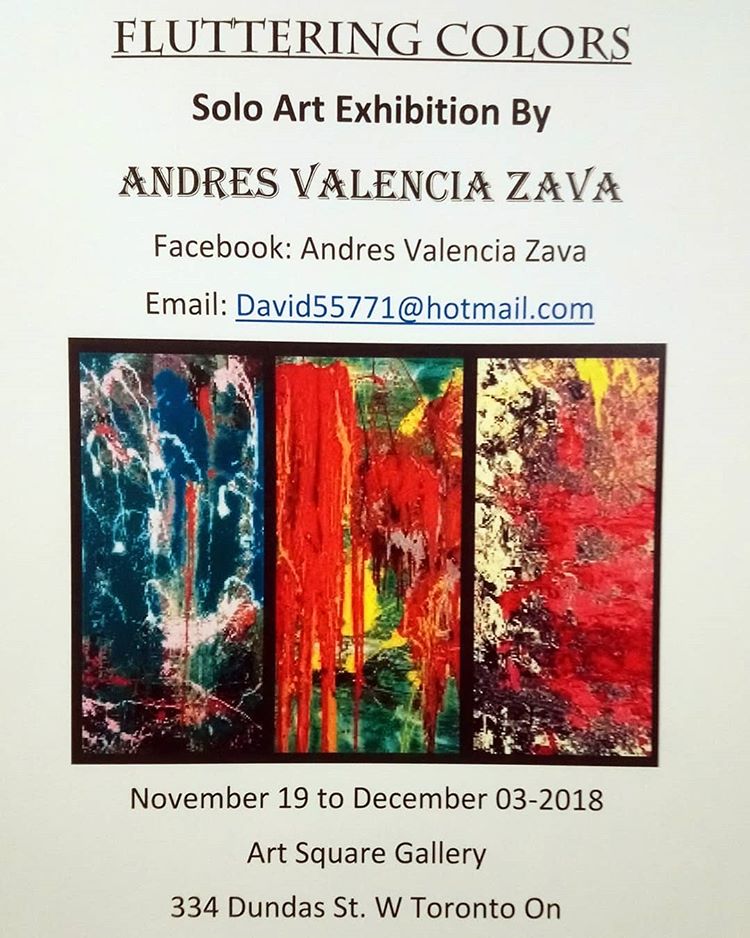 FLUTTERING COLORS
Solo Art Exhibition By
ANDRES VALENCIA ZAVA
Facebook: Andres Valencia Zava
Email: David55771@hotmail.com
November 19 to December 03-2018
Art Square Gallery
334 Dundas St. W Toronto On